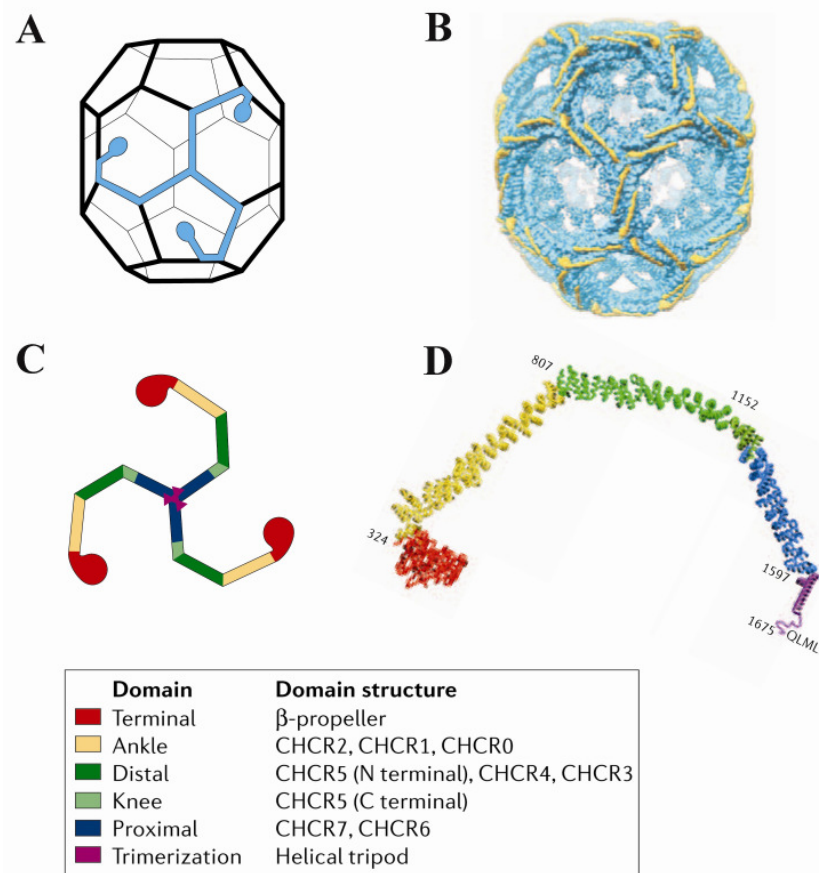 A
B
C
D
807
1152
324
1597
1675
QLML
Domain Domain structure
Terminal β-propeller
Ankle CHCR2, CHCR1, CHCR0
Distal CHCR5 (N terminal), CHCR4, CHCR3
Knee CHCR5 (C terminal)
Proximal CHCR7, CHCR6
Trimerization Helical tripod